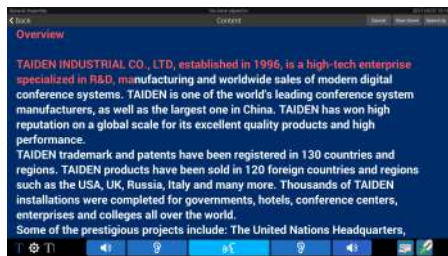 Back
Content
Overview
TAIDEN INDUSTRIAL CO., LTD, established in 1996, is a high-tech enterprise
specialized in R&D, manufacturing and worldwide sales of modern digital
conference systems. TAIDEN is one of the world's leading conference system
manufacturers, as well as the largest one in China. TAIDEN has won high
reputation on a global scale for its excellent quality products and high
performance.
TAIDEN trademark and patents have been registered in 130 countries and
regions. TAIDEN products have been sold in 120 foreign countries and regions
such as the USA, UK, Russia, Italy and many more. Thousands of TAIDEN
installations were completed for governments, hotels, conference centers,
enterprises and colleges all over the world.
Some of the prestigious projects include: The United Nations Headquarters,
T T